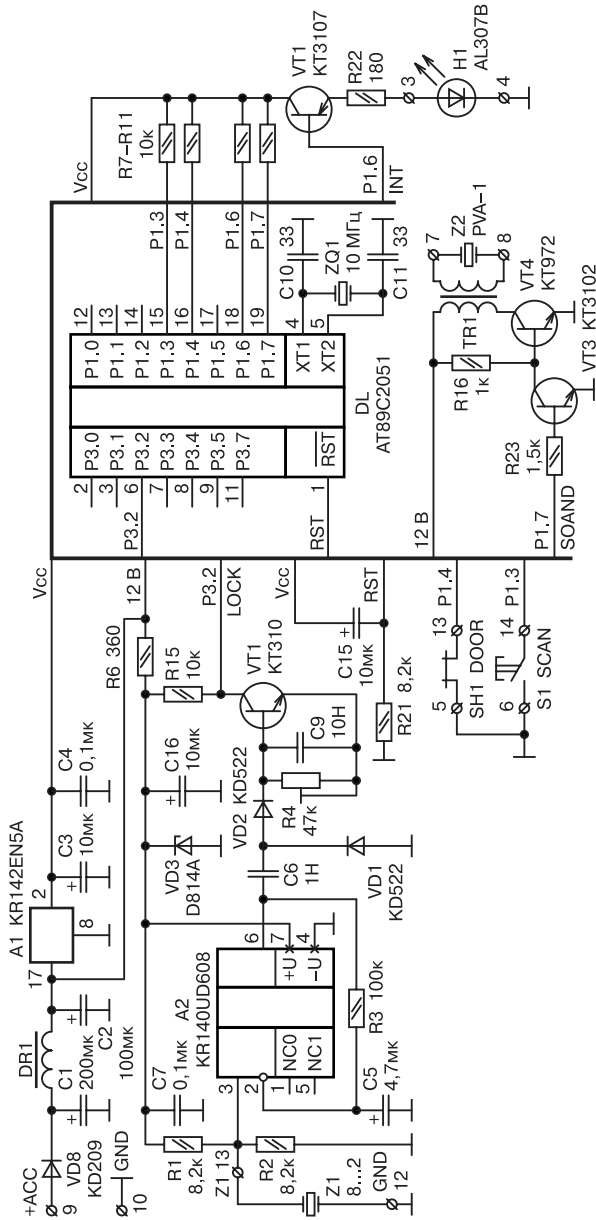 +ACC
9
VD8
KD209
10
GND
C1
200мк
+
DR1
C2
100мк
+
17
A1 KR142EN5A
2
8
C3
10мк
+
C4
0,1мк
Vcc
R6 360
12 В
R1
8,2к
C7
0,1мк
Z1 13
R2
8,2к
Z1
8...2
GND
12
3
2
1
5
NC0
NC1
A2
KR140UD608
6
7
4
+U
−U
C5
4,7мк
+
R3 100к
VD3
D814A
C16
10мк
+
R15
10к
C6
1Н
VD2 KD522
VD1
KD522
R4
47к
C9
10Н
VT1
KT310
P3.2
LOCK
Vcc
C15
10мк
+
RST
R21 8,2к
5
13
SH1 DOOR
P1.4
6
14
S1 SCAN
P1.3
P3.2
RST
2
3
6
7
8
9
11
1
P3.0
P3.1
P3.2
P3.3
P3.4
P3.5
P3.7
RST
DL
AT89C2051
P1.0
P1.1
P1.2
P1.3
P1.4
P1.5
P1.6
P1.7
XT1
XT2
12
13
14
15
16
17
18
19
4
5
Vcc
P1.3
P1.4
P1.6
P1.7
R7–R11
10к
C10
33
ZQ1
10 МГц
C11
33
P1.6
INT
VT1
KT3107
R22
180
3
H1
AL307B
4
12 В
P1.7
SOAND
R23
1,5к
R16
1к
TR1
7
Z2
PVA-1
8
VT4
KT972
VT3 KT3102